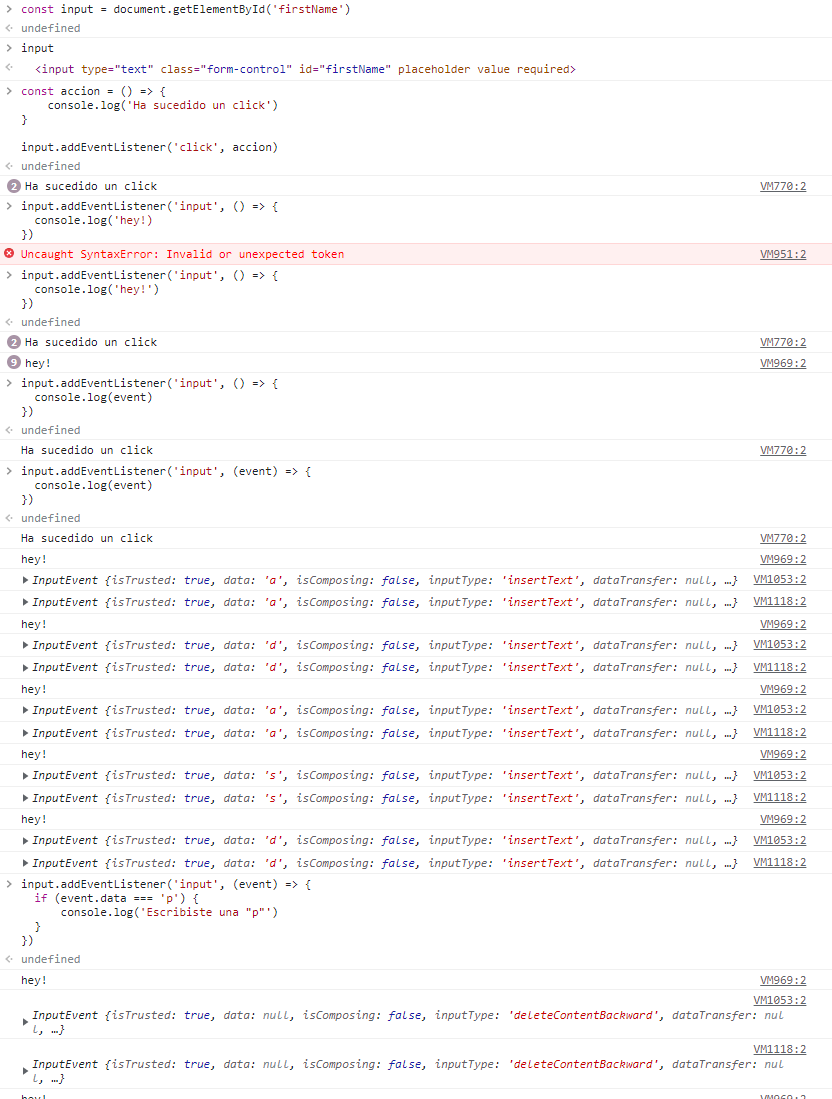 > const input = document.getElementById('firstName')
<· undefined
> input
<· <input type="text" class="form-control" id="firstName" placeholder value required>
> const accion = () => {
    console.log('Ha sucedido un click')
}
input.addEventListener('click', accion)
<· undefined
2 Ha sucedido un click VM770:2
> input.addEventListener('input', () => {
  console.log('hey!)
})
Uncaught SyntaxError: Invalid or unexpected token VM951:2
> input.addEventListener('input', () => {
  console.log('hey!')
})
<· undefined
2 Ha sucedido un click VM770:2
9 hey! VM969:2
> input.addEventListener('input', () => {
  console.log(event)
})
<· undefined
Ha sucedido un click VM770:2
> input.addEventListener('input', (event) => {
  console.log(event)
})
<· undefined
Ha sucedido un click VM770:2
hey! VM969:2
InputEvent {isTrusted: true, data: 'a', isComposing: false, inputType: 'insertText', dataTransfer: null, …} VM1053:2
InputEvent {isTrusted: true, data: 'a', isComposing: false, inputType: 'insertText', dataTransfer: null, …} VM1118:2
hey! VM969:2
InputEvent {isTrusted: true, data: 'd', isComposing: false, inputType: 'insertText', dataTransfer: null, …} VM1053:2
InputEvent {isTrusted: true, data: 'd', isComposing: false, inputType: 'insertText', dataTransfer: null, …} VM1118:2
hey! VM969:2
InputEvent {isTrusted: true, data: 'a', isComposing: false, inputType: 'insertText', dataTransfer: null, …} VM1053:2
InputEvent {isTrusted: true, data: 'a', isComposing: false, inputType: 'insertText', dataTransfer: null, …} VM1118:2
hey! VM969:2
InputEvent {isTrusted: true, data: 's', isComposing: false, inputType: 'insertText', dataTransfer: null, …} VM1053:2
InputEvent {isTrusted: true, data: 's', isComposing: false, inputType: 'insertText', dataTransfer: null, …} VM1118:2
hey! VM969:2
InputEvent {isTrusted: true, data: 'd', isComposing: false, inputType: 'insertText', dataTransfer: null, …} VM1053:2
InputEvent {isTrusted: true, data: 'd', isComposing: false, inputType: 'insertText', dataTransfer: null, …} VM1118:2
> input.addEventListener('input', (event) => {
  if (event.data === 'p') {
      console.log('Escribiste una "p"')
  }
})
<· undefined
hey! VM969:2
VM1053:2
InputEvent {isTrusted: true, data: null, isComposing: false, inputType: 'deleteContentBackward', dataTransfer: nul
l, …}
VM1118:2
InputEvent {isTrusted: true, data: null, isComposing: false, inputType: 'deleteContentBackward', dataTransfer: nul
l, …}
hey! VM969:2